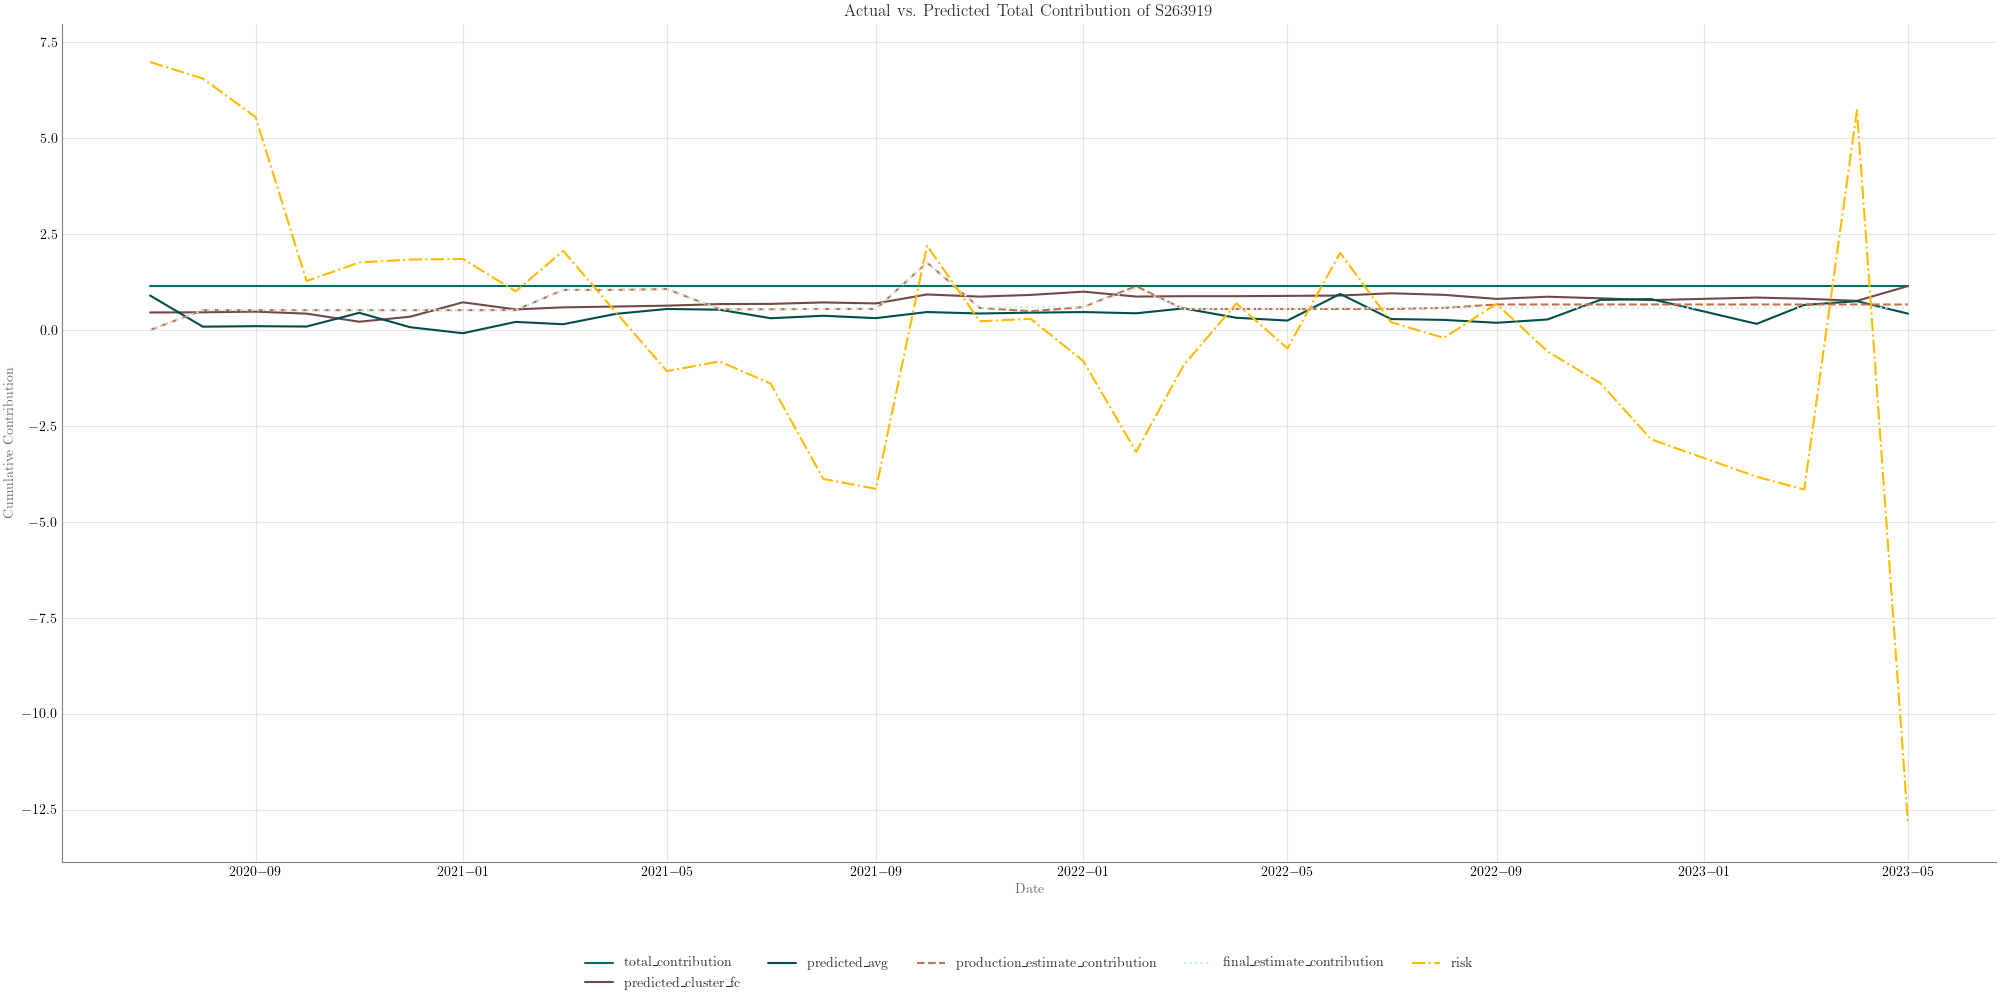 Actual vs. Predicted Total Contribution of S263919
7.5
5.0
2.5
0.0
−2.5
−5.0
−7.5
−10.0
−12.5
Cumulative Contribution
2020−09 2021−01 2021−05 2021−09 2022−01 2022−05 2022−09 2023−01 2023−05
Date
total_contribution predicted_avg production_estimate_contribution final_estimate_contribution risk
predicted_cluster_fc